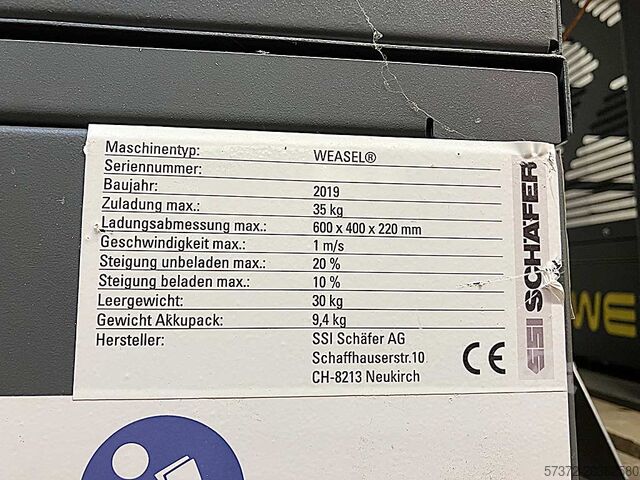 Maschinentyp: WEASEL®
Seriennummer:
Baujahr: 2019
Zuladung max.: 35 kg
Ladungsabmessung max.: 600 x 400 x 220 mm
Geschwindigkeit max.: 1 m/s
Steigung unbeladen max.: 20 %
Steigung beladen max.: 10 %
Leergewicht: 30 kg
Gewicht Akkupack: 9,4 kg
Hersteller: SSI Schäfer AG
Schaffhauserstr.10
CH-8213 Neukirch
CE
SSI SCHÄFER
WE